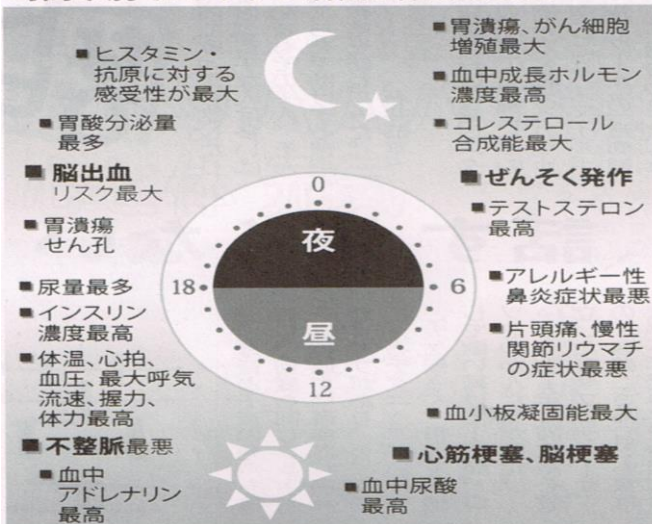 ■ヒスタミン・
抗原に対する
感受性が最大
■胃酸分泌量
最多
■脳出血
リスク最大
■胃潰瘍
せん孔
■尿量最多
■インスリン
濃度最高
■体温、心拍、
血圧、最大呼気
流速、握力、
体力最高
■不整脈最悪
■血中
アドレナリン
最高
0
夜
18
6
昼
12
■胃潰瘍、がん細胞
増殖最大
■血中成長ホルモン
濃度最高
■コレステロール
合成能最大
■ぜんそく発作
■テストステロン
最高
■アレルギー性
鼻炎症状最悪
■片頭痛、慢性
関節リウマチ
の症状最悪
■血小板凝固能最大
■心筋梗塞、脳梗塞
■血中尿酸
最高